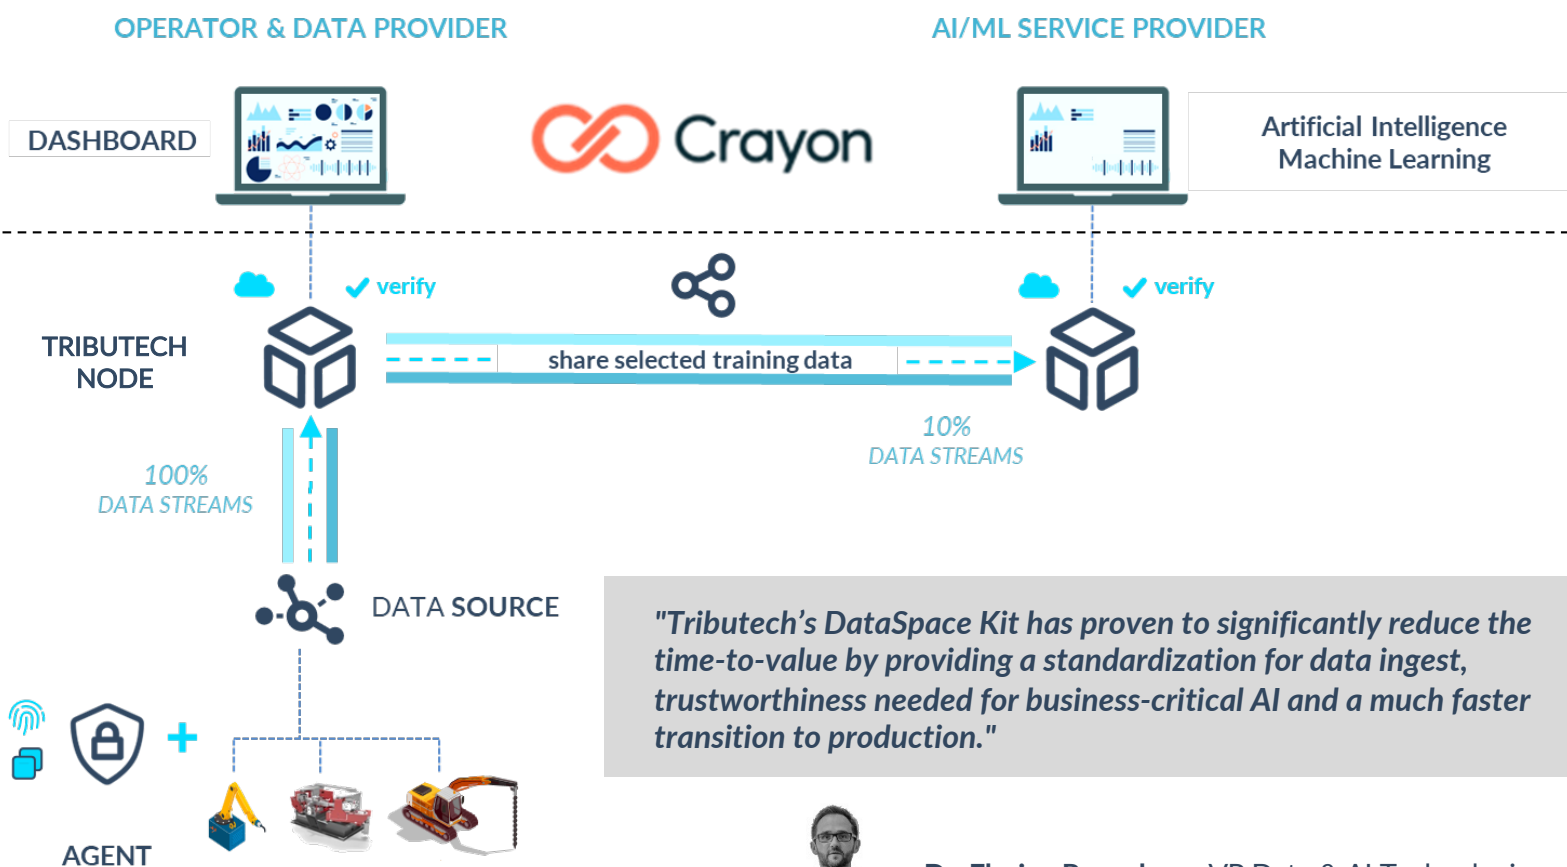 OPERATOR & DATA PROVIDER
AI/ML SERVICE PROVIDER
DASHBOARD
Crayon
Artificial Intelligence
Machine Learning
verify
verify
TRIBUTECH
NODE
share selected training data
10%
DATA STREAMS
100%
DATA STREAMS
DATA SOURCE
"Tributech’s DataSpace Kit has proven to significantly reduce the
time-to-value by providing a standardization for data ingest,
trustworthiness needed for business-critical AI and a much faster
transition to production."
AGENT
VP Data & AI